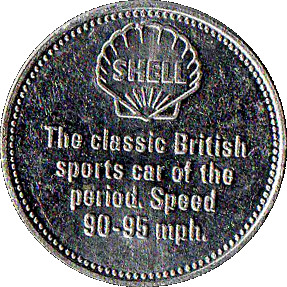 SHELL
The classic British
sports car of the
period. Speed
90-95 mph.